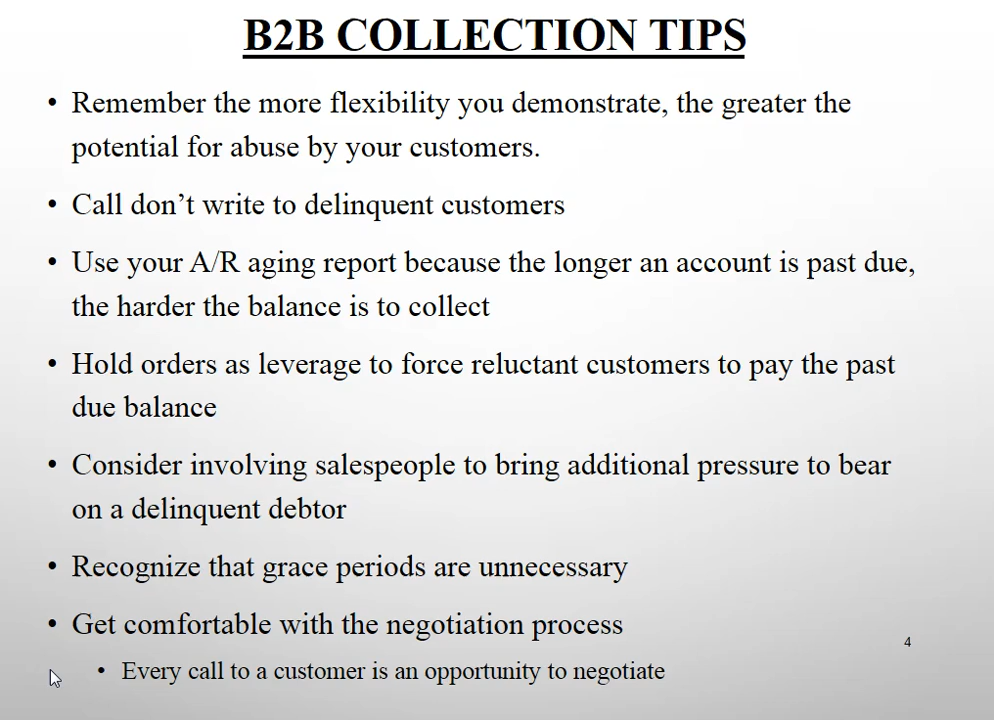 B2B COLLECTION TIPS
• Remember the more flexibility you demonstrate, the greater the
potential for abuse by your customers.
• Call don’t write to delinquent customers
• Use your A/R aging report because the longer an account is past due,
the harder the balance is to collect
• Hold orders as leverage to force reluctant customers to pay the past
due balance
• Consider involving salespeople to bring additional pressure to bear
on a delinquent debtor
• Recognize that grace periods are unnecessary
• Get comfortable with the negotiation process
• Every call to a customer is an opportunity to negotiate
4